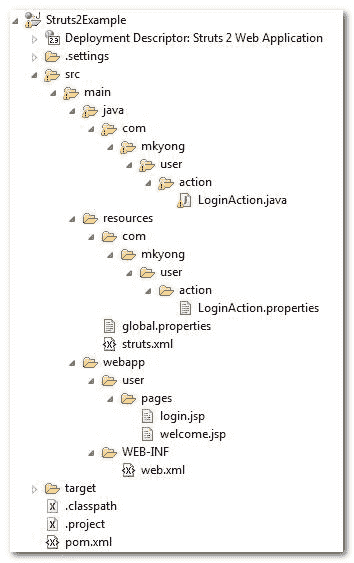 Struts2Example
Deployment Descriptor: Struts 2 Web Application
.settings
src
main
java
com
mkyong
user
action
LoginAction.java
resources
com
mkyong
user
action
LoginAction.properties
global.properties
struts.xml
webapp
user
pages
login.jsp
welcome.jsp
WEB-INF
web.xml
target
.classpath
.project
pom.xml